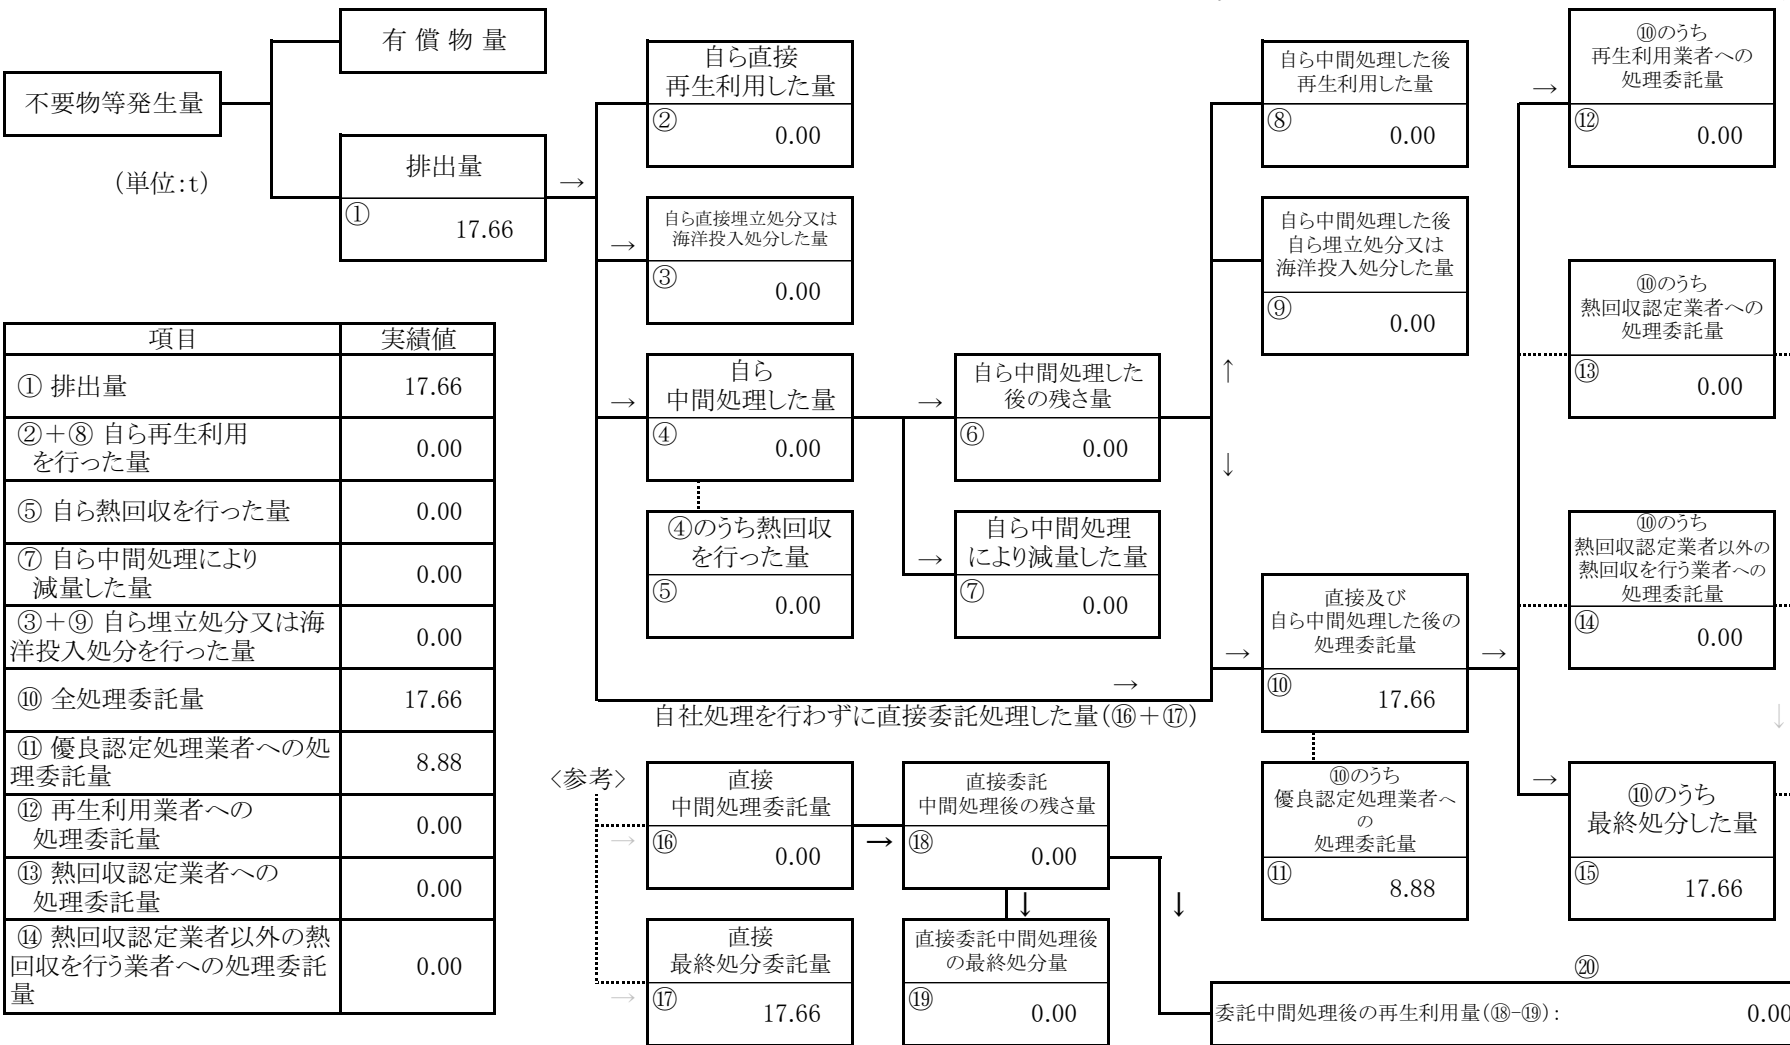 不要物等発生量
(単位:t)
有 償 物 量
排出量
①
17.66
自ら直接
再生利用した量
②
0.00
自ら直接埋立処分又は
海洋投入処分した量
③
0.00
自ら
中間処理した量
④
0.00
④のうち熱回収
を行った量
⑤
0.00
自ら中間処理した
後の残さ量
⑥
0.00
自ら中間処理
により減量した量
⑦
0.00
自ら中間処理した後
再生利用した量
⑧
0.00
自ら中間処理した後
自ら埋立処分又は
海洋投入処分した量
⑨
0.00
直接及び
自ら中間処理した後の
処理委託量
⑩
17.66
⑩のうち
優良認定処理業者へ
の
処理委託量
⑪
8.88
⑩のうち
再生利用業者への
処理委託量
⑫
0.00
⑩のうち
熱回収認定業者への
処理委託量
⑬
0.00
⑩のうち
熱回収認定業者以外の
熱回収を行う業者への
処理委託量
⑭
0.00
⑩のうち
最終処分した量
⑮
17.66
自社処理を行わずに直接委託処理した量(⑯+⑰)
〈参考〉
直接
中間処理委託量
⑯
0.00
直接
最終処分委託量
⑰
17.66
直接委託
中間処理後の残さ量
⑱
0.00
直接委託中間処理後
の最終処分量
⑲
0.00
⑳
委託中間処理後の再生利用量(⑱-⑲): 0.00
項目 実績値
① 排出量 17.66
②+⑧ 自ら再生利用
を行った量 0.00
⑤ 自ら熱回収を行った量 0.00
⑦ 自ら中間処理により
減量した量 0.00
③+⑨ 自ら埋立処分又は海
洋投入処分を行った量 0.00
⑩ 全処理委託量 17.66
⑪ 優良認定処理業者への処
理委託量 8.88
⑫ 再生利用業者への
処理委託量 0.00
⑬ 熱回収認定業者への
処理委託量 0.00
⑭ 熱回収認定業者以外の熱
回収を行う業者への処理委託
量 0.00